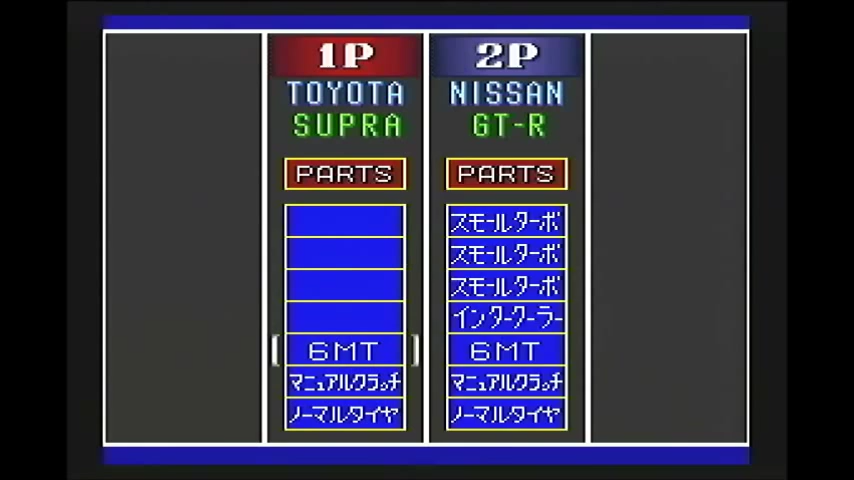 1P
TOYOTA
SUPRA
PARTS
6MT
マニュアルクラッチ
ノーマルタイヤ
2P
NISSAN
GT-R
PARTS
スモールターボ
スモールターボ
スモールターボ
インタークーラー
6MT
マニュアルクラッチ
ノーマルタイヤ